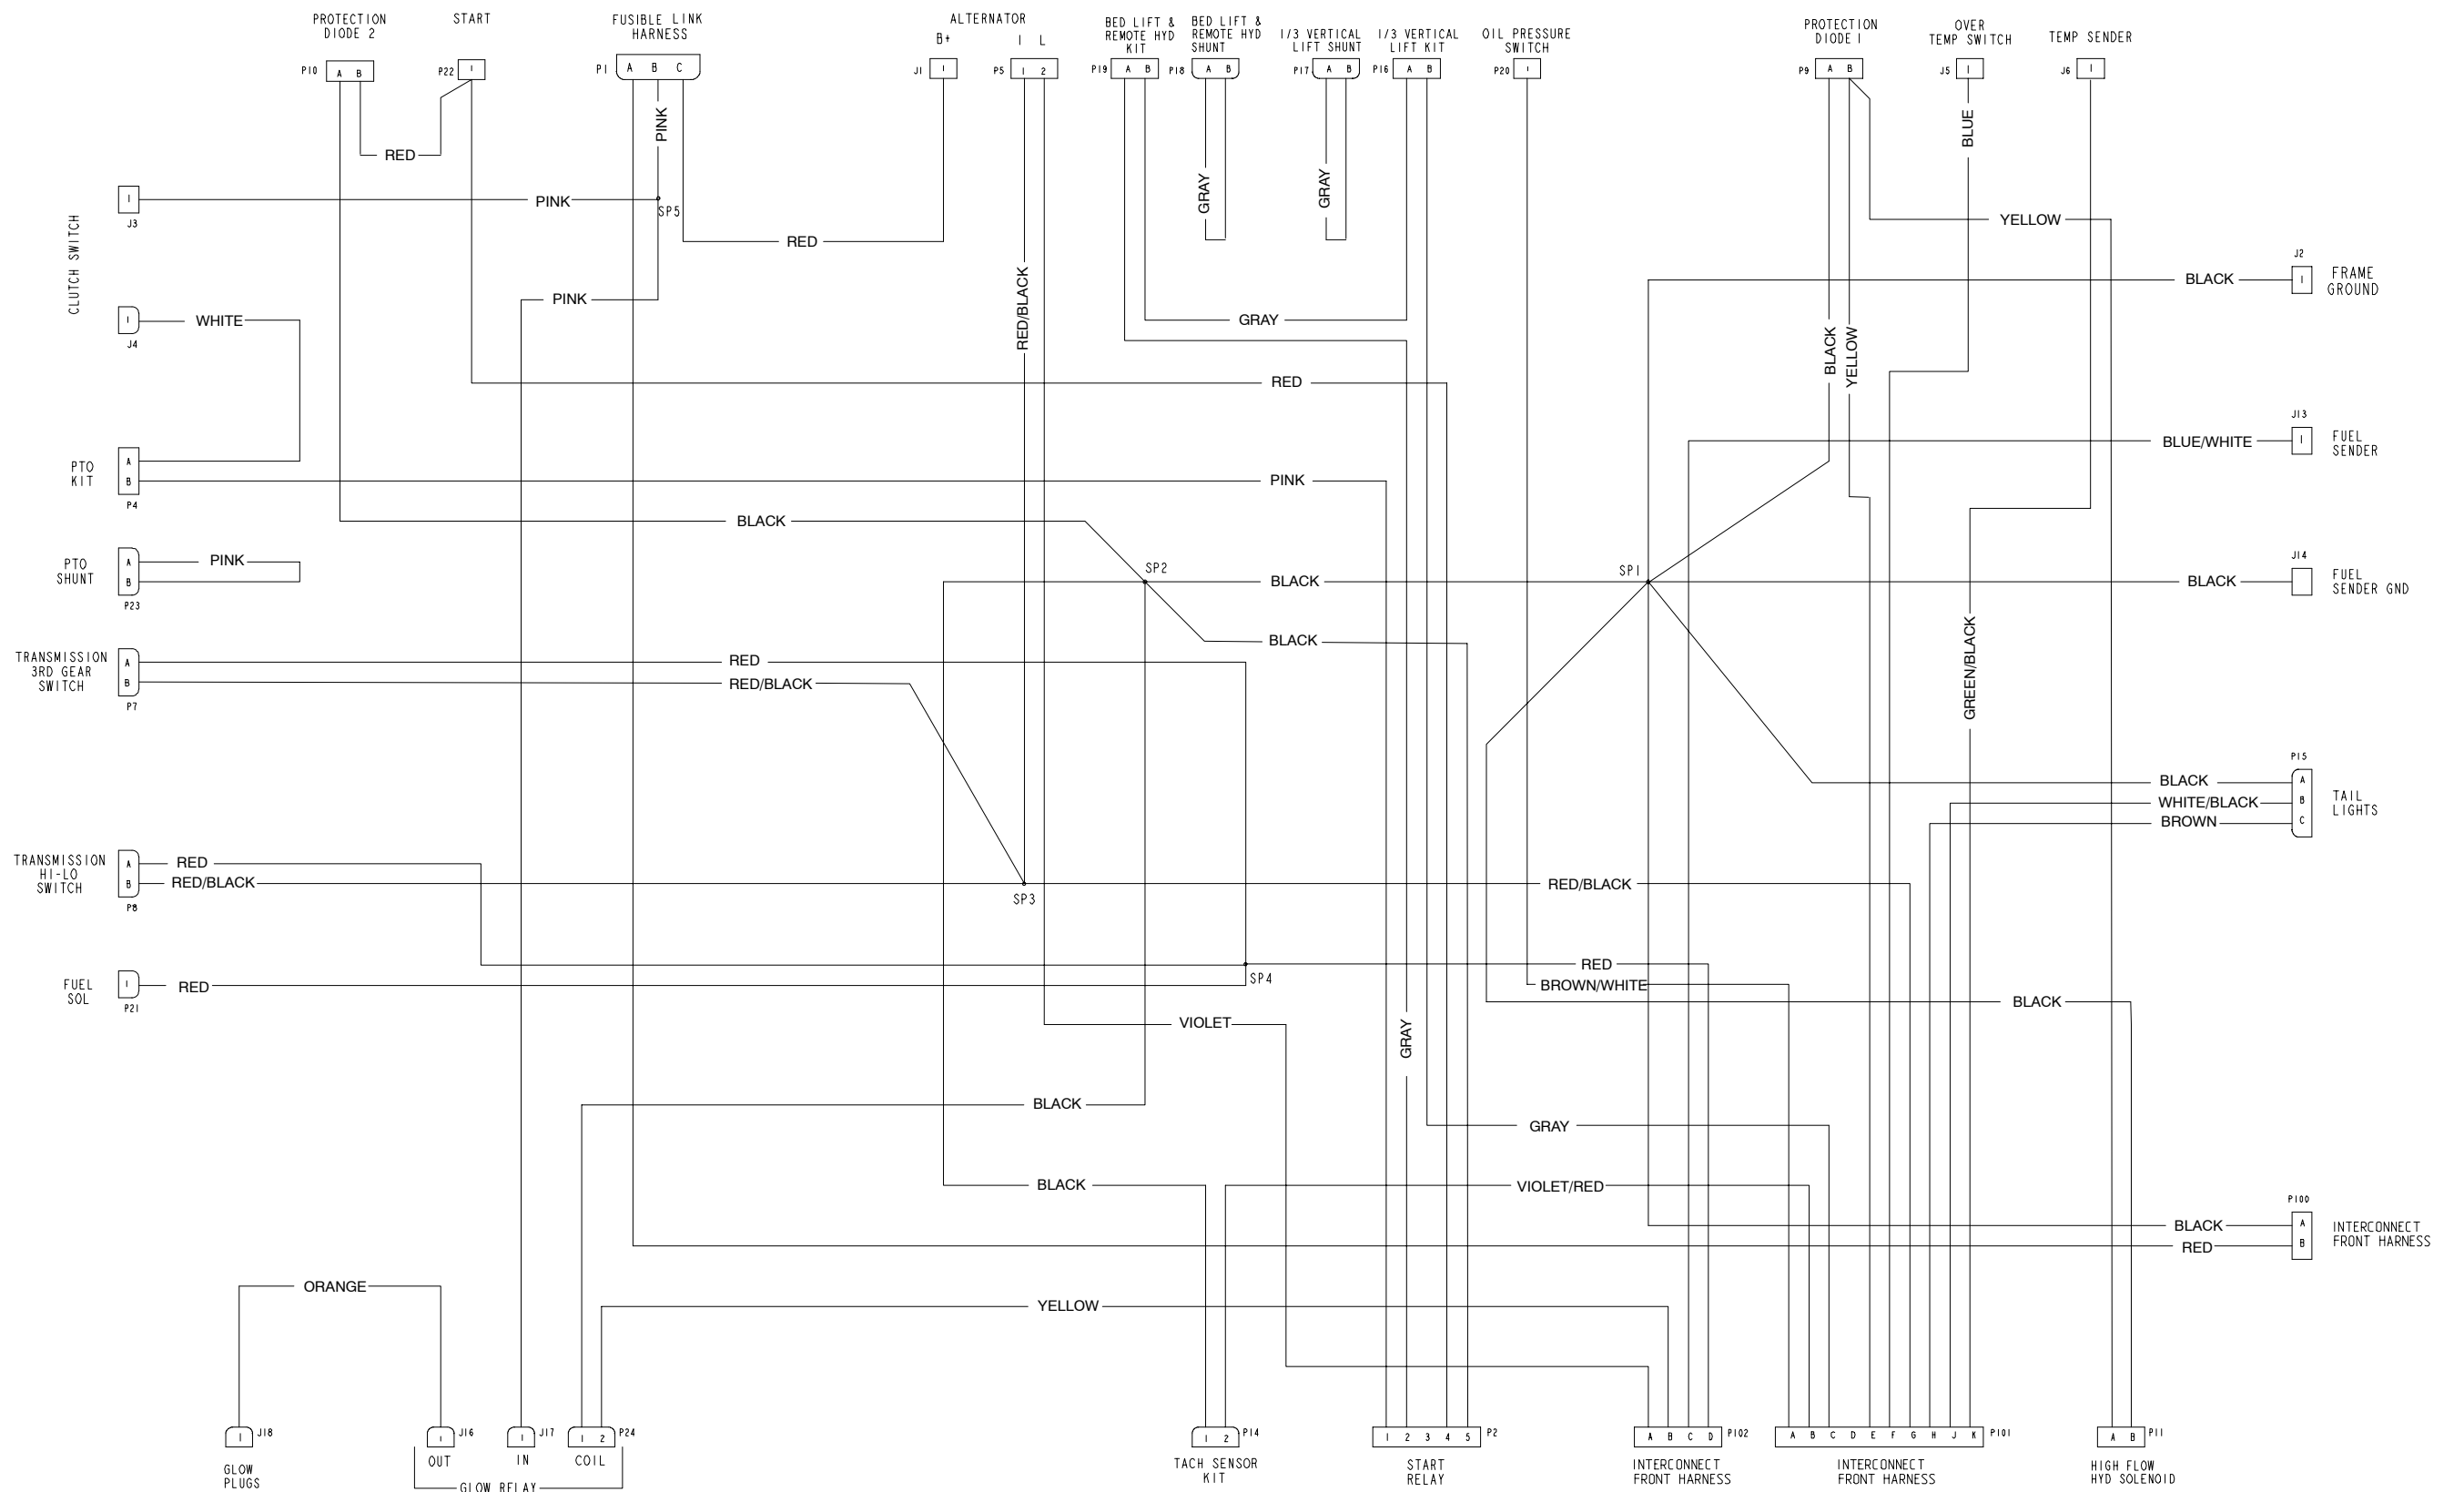 PROTECTION
DIODE 2
P10
A B
START
P22
1
FUSIBLE LINK
HARNESS
P1
A B C
ALTERNATOR
B+
I L
J1
1
P5
1 2
BED LIFT &
REMOTE HYD
KIT
P19
A B
BED LIFT &
REMOTE HYD
SHUNT
P18
A B
1/3 VERTICAL
LIFT SHUNT
P17
A B
1/3 VERTICAL
LIFT KIT
P16
A B
OIL PRESSURE
SWITCH
P20
1
PROTECTION
DIODE 1
P9
A B
OVER
TEMP SWITCH
J5
1
TEMP SENDER
J6
1
RED
PINK
BLUE
CLUTCH SWITCH
1
J3
PINK
SP5
RED
GRAY
GRAY
YELLOW
1
J4
WHITE
PINK
RED/BLACK
GRAY
BLACK
YELLOW
BLACK
J2
1
FRAME
GROUND
RED
PTO
KIT
A
B
P4
PINK
BLUE/WHITE
J13
1
FUEL
SENDER
BLACK
PTO
SHUNT
A
B
P23
PINK
SP2
BLACK
SP1
BLACK
J14
FUEL
SENDER GND
BLACK
TRANSMISSION
3RD GEAR
SWITCH
A
B
P7
RED
RED/BLACK
GREEN/BLACK
P15
A
B
C
TAIL
LIGHTS
BLACK
WHITE/BLACK
BROWN
TRANSMISSION
HI-LO
SWITCH
A
B
P8
RED
RED/BLACK
SP3
RED/BLACK
FUEL
SOL
1
P21
RED
SP4
RED
BROWN/WHITE
BLACK
VIOLET
GRAY
BLACK
GRAY
BLACK
VIOLET/RED
P100
A
B
INTERCONNECT
FRONT HARNESS
BLACK
RED
ORANGE
YELLOW
1
J18
GLOW
PLUGS
1
J16
OUT
1
J17
IN
1 2
P24
COIL
GLOW RELAY
1 2
P14
TACH SENSOR
KIT
1 2 3 4 5
P2
START
RELAY
A B C D
P102
INTERCONNECT
FRONT HARNESS
A B C D E F G H J K
P101
INTERCONNECT
FRONT HARNESS
A B
P11
HIGH FLOW
HYD SOLENOID